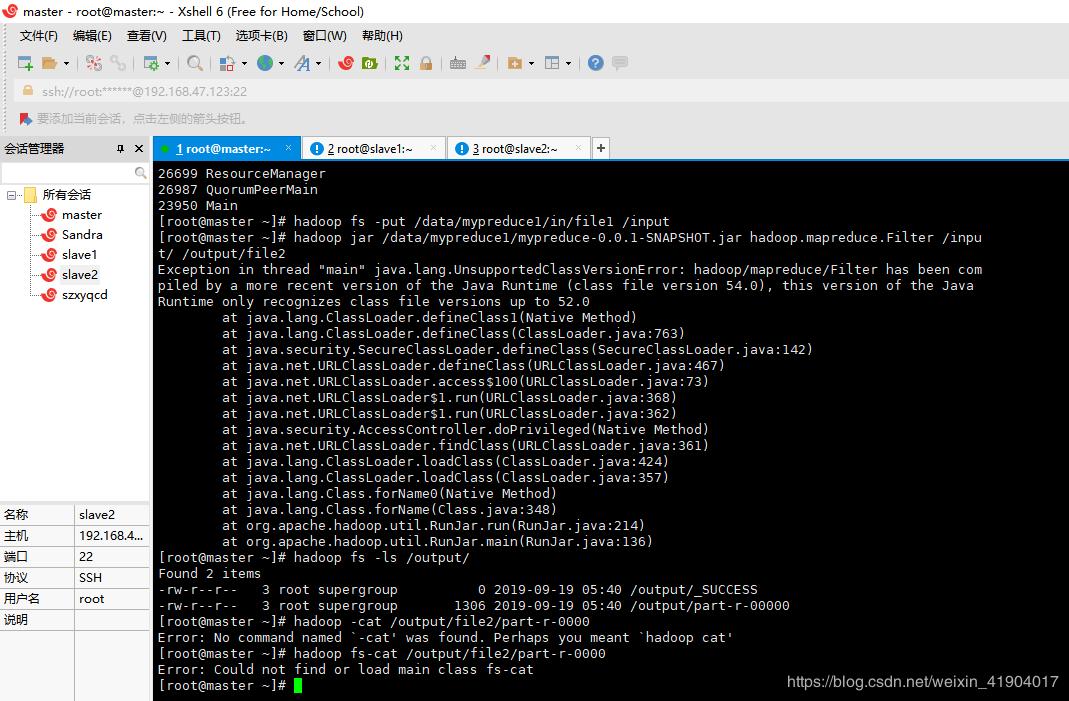 master - root@master:~ - Xshell 6 (Free for Home/School)
文件(F) 编辑(E) 查看(V) 工具(T) 选项卡(B) 窗口(W) 帮助(H)
ssh://root:******@192.168.47.123:22
要添加当前会话，点击左侧的箭头按钮。
会话管理器
1 root@master:~ × 2 root@slave1:~ × 3 root@slave2:~ × +
所有会话
master
Sandra
slave1
slave2
szxyqcd
名称 slave2
主机 192.168.4...
端口 22
协议 SSH
用户名 root
说明
26699 ResourceManager
26987 QuorumPeerMain
23950 Main
[root@master ~]# hadoop fs -put /data/mypreduce1/in/file1 /input
[root@master ~]# hadoop jar /data/mypreduce1/mypreduce-0.0.1-SNAPSHOT.jar hadoop.mapreduce.Filter /inpu
t/ /output/file2
Exception in thread "main" java.lang.UnsupportedClassVersionError: hadoop/mapreduce/Filter has been com
piled by a more recent version of the Java Runtime (class file version 54.0), this version of the Java
Runtime only recognizes class file versions up to 52.0
at java.lang.ClassLoader.defineClass1(Native Method)
at java.lang.ClassLoader.defineClass(ClassLoader.java:763)
at java.security.SecureClassLoader.defineClass(SecureClassLoader.java:142)
at java.net.URLClassLoader.defineClass(URLClassLoader.java:467)
at java.net.URLClassLoader.access$100(URLClassLoader.java:73)
at java.net.URLClassLoader$1.run(URLClassLoader.java:368)
at java.net.URLClassLoader$1.run(URLClassLoader.java:362)
at java.security.AccessController.doPrivileged(Native Method)
at java.net.URLClassLoader.findClass(URLClassLoader.java:361)
at java.lang.ClassLoader.loadClass(ClassLoader.java:424)
at java.lang.ClassLoader.loadClass(ClassLoader.java:357)
at java.lang.Class.forName0(Native Method)
at java.lang.Class.forName(Class.java:348)
at org.apache.hadoop.util.RunJar.run(RunJar.java:214)
at org.apache.hadoop.util.RunJar.main(RunJar.java:136)
[root@master ~]# hadoop fs -ls /output/
Found 2 items
-rw-r--r-- 3 root supergroup 0 2019-09-19 05:40 /output/_SUCCESS
-rw-r--r-- 3 root supergroup 1306 2019-09-19 05:40 /output/part-r-00000
[root@master ~]# hadoop -cat /output/file2/part-r-0000
Error: No command named `-cat' was found. Perhaps you meant `hadoop cat'
[root@master ~]# hadoop fs-cat /output/file2/part-r-0000
Error: Could not find or load main class fs-cat
[root@master ~]#
https://blog.csdn.net/weixin_41904017